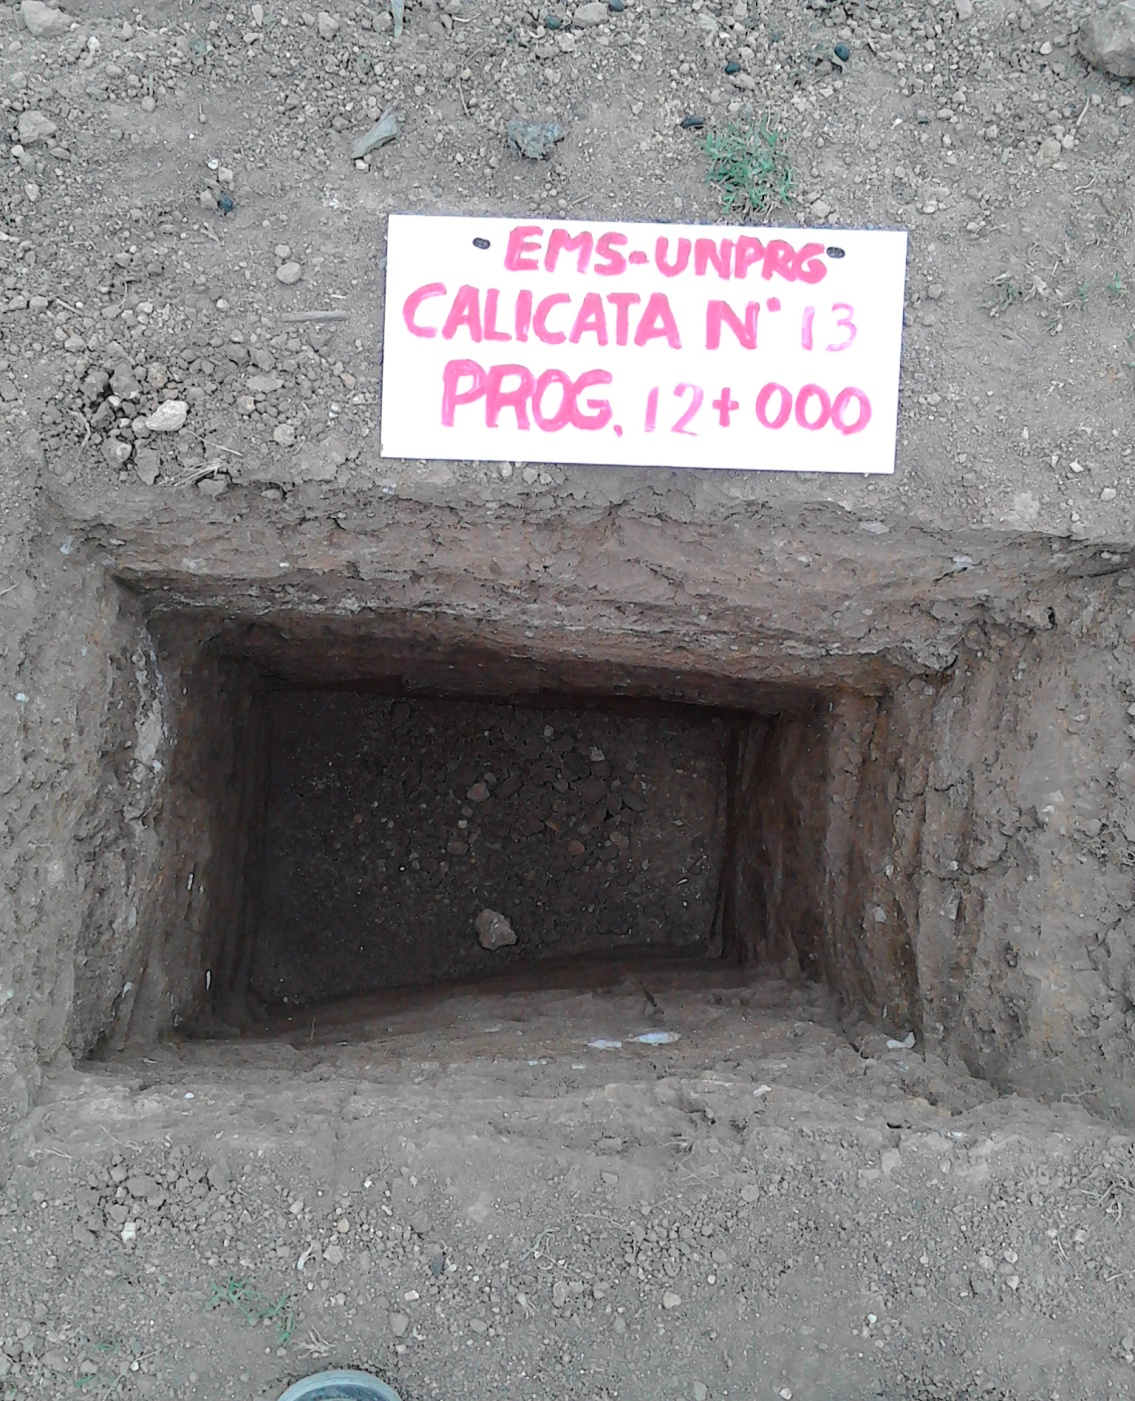 EMS-UNPRG
CALICATA N° 13
PROG. 12+000